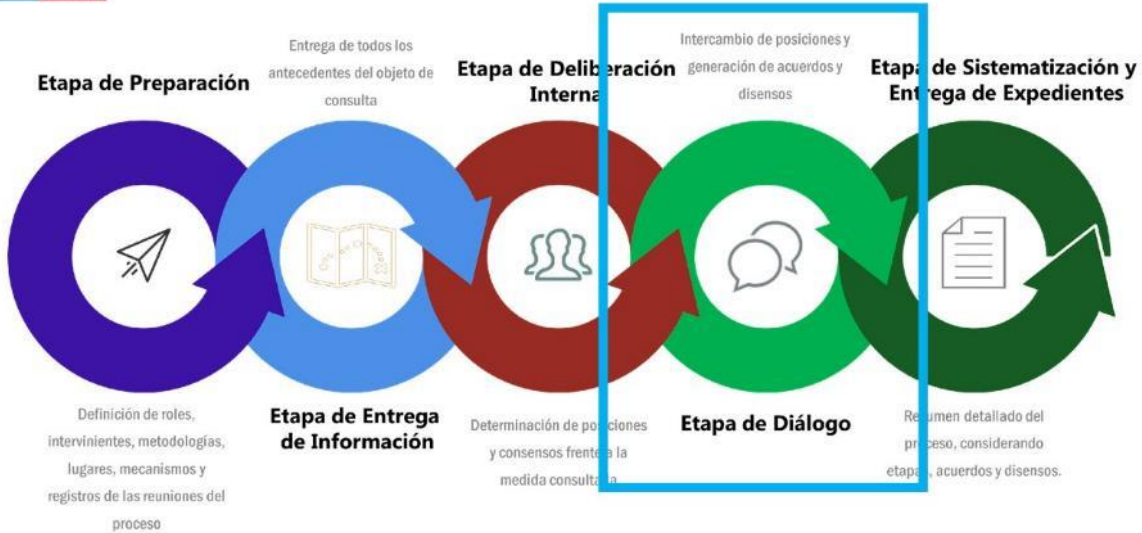 Etapa de Preparación
Definición de roles,
intervinientes, metodologías,
lugares, mecanismos y
registros de las reuniones del
proceso
Entrega de todos los
antecedentes del objeto de
consulta
Etapa de Entrega
de Información
Etapa de Deliberación
Interna
Determinación de posiciones
y consensos frente a la
medida consultada
Intercambio de posiciones y
generación de acuerdos y
disensos
Etapa de Diálogo
Etapa de Sistematización y
Entrega de Expedientes
Resumen detallado del
proceso, considerando
etapas, acuerdos y disensos.